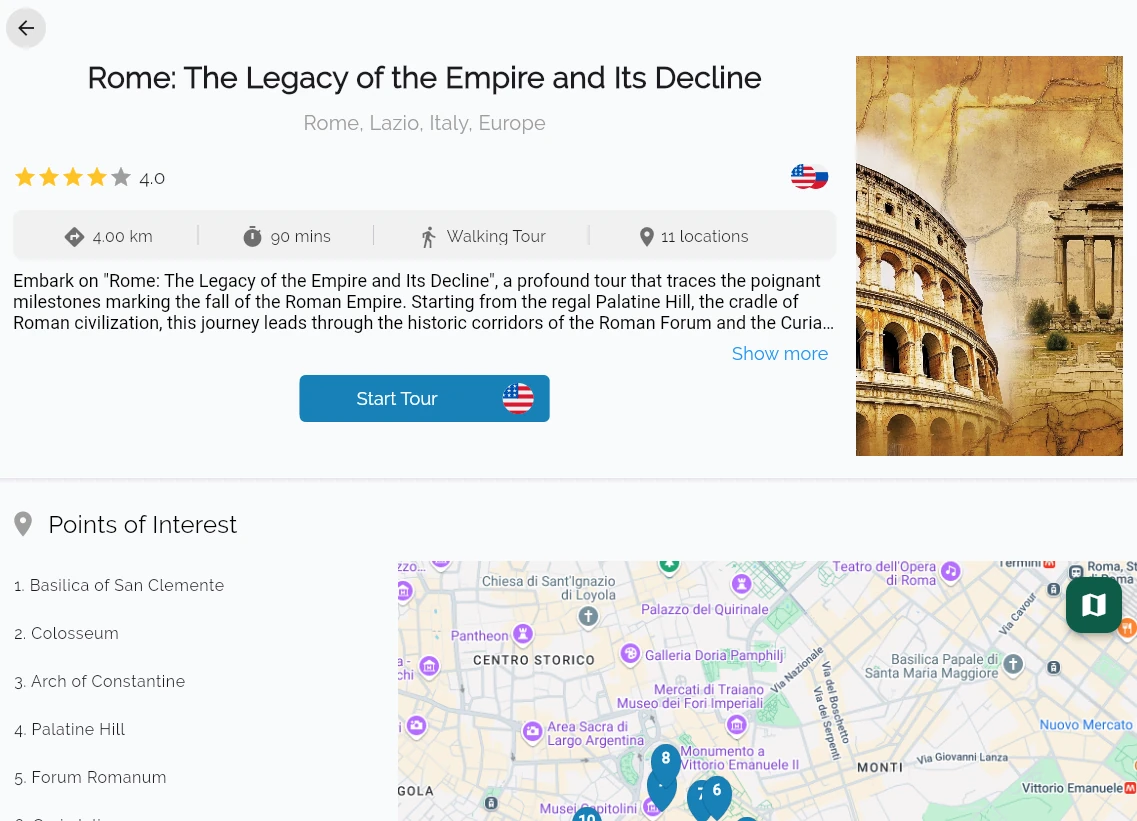 Rome: The Legacy of the Empire and Its Decline
Rome, Lazio, Italy, Europe
4.0
4.00 km
90 mins
Walking Tour
11 locations
Embark on "Rome: The Legacy of the Empire and Its Decline", a profound tour that traces the poignant
milestones marking the fall of the Roman Empire. Starting from the regal Palatine Hill, the cradle of
Roman civilization, this journey leads through the historic corridors of the Roman Forum and the Curia…
Show more
Start Tour
Points of Interest
1. Basilica of San Clemente
2. Colosseum
3. Arch of Constantine
4. Palatine Hill
5. Forum Romanum
Chiesa di Sant'Ignazio
di Loyola
Teatro dell'Opera
di Roma
Termini
Roma, St
di Roma
Palazzo del Quirinale
Via Cavour
Pantheon
CENTRO STORICO
Galleria Doria Pamphilj
Via Nazionale
Basilica Papale di
Santa Maria Maggiore
Mercati di Traiano
Museo dei Fori Imperiali
Via del Boschetto
Via dei Serpenti
Area Sacra di
Largo Argentina
Nuovo Mercato
8
Monumento a
Vittorio Emanuele II
MONTI
Via Giovanni Lanza
Vittorio Emanuele
7
6
Musei Capitolini
10